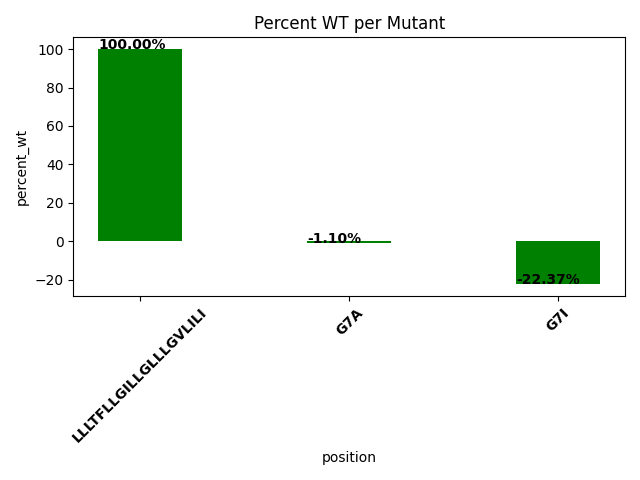 Percent WT per Mutant
percent_wt
100
80
60
40
20
0
−20
100.00%
-1.10%
-22.37%
LLLTFLLGILLGLLLGVLILI
G7A
G7I
position